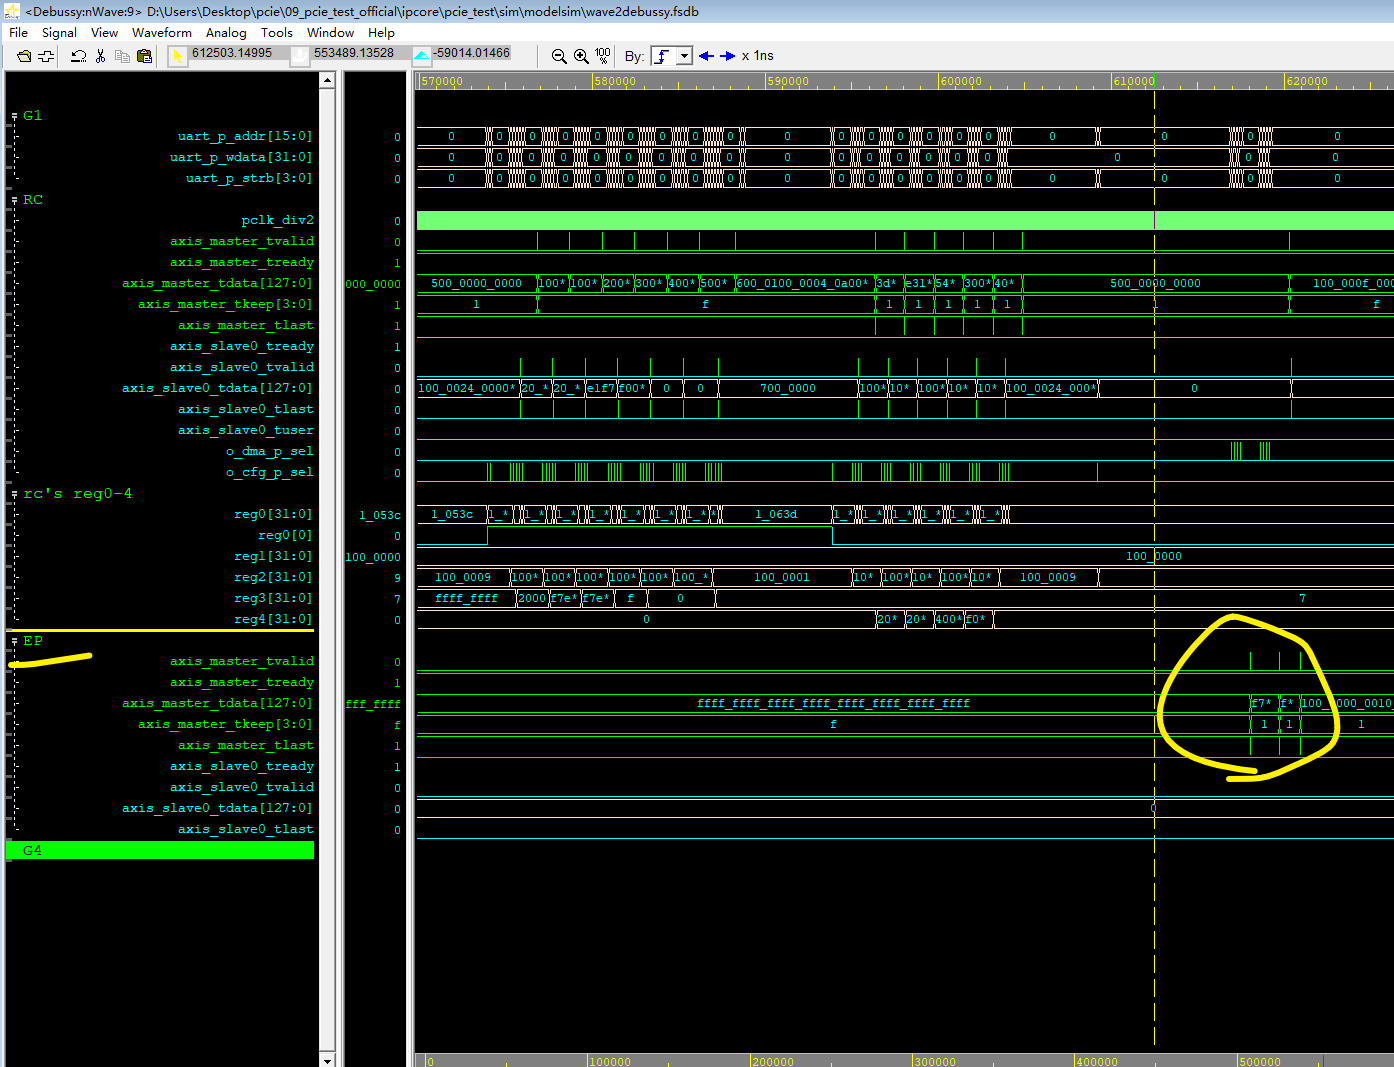 <Debussy:nWave:9> D:\Users\Desktop\pcie\09_pcie_test_official\ipcore\pcie_test\sim\modelsim\wave2debussy.fsdb
File Signal View Waveform Analog Tools Window Help
612503.14995 553489.13528 -59014.01466 100 % By: x 1ns
570000 580000 590000 600000 610000 620000
G1
uart_p_addr[15:0] 0 0 0 0 0 0 0 0 0 0 0 0 0 0 0 0 0 0 0 0
uart_p_wdata[31:0] 0 0 0 0 0 0 0 0 0 0 0 0 0 0 0 0 0 0 0 0
uart_p_strb[3:0] 0 0 0 0 0 0 0 0 0 0 0 0 0 0 0 0 0 0 0 0
RC
pclk_div2 0
axis_master_tvalid 0
axis_master_tready 1
axis_master_tdata[127:0] 000_0000 500_0000_0000 100* 100* 200* 300* 400* 500* 600_0100_0004_0a00* 3d* e31* 54* 300* 40* 500_0000_0000 100_000f_000
axis_master_tkeep[3:0] 1 1 f 1 1 1 1 1 1 f
axis_master_tlast 1
axis_slave0_tready 1
axis_slave0_tvalid 0
axis_slave0_tdata[127:0] 0 100_0024_0000* 20_* 20_* e1f7 f00* 0 0 700_0000 100* 10* 100* 10* 10* 100_0024_000* 0
axis_slave0_tlast 0
axis_slave0_tuser 0
o_dma_p_sel 0
o_cfg_p_sel 0
rc's reg0-4
reg0[31:0] 1_053c 1_053c 1_* 1_* 1_* 1_* 1_* 1_* 1_* 1_063d 1_* 1_* 1_* 1_* 1_* 1_*
reg0[0] 0
reg1[31:0] 100_0000 100_0000
reg2[31:0] 9 100_0009 100* 100* 100* 100* 100* 100_* 100_0001 10* 100* 10* 100* 10* 100_0009
reg3[31:0] 7 ffff_ffff 2000 f7e* f7e* f 0 7
reg4[31:0] 0 0 20* 20* 400* f0*
EP
axis_master_tvalid 0
axis_master_tready 1
axis_master_tdata[127:0] fff_ffff ffff_ffff_ffff_ffff_ffff_ffff_ffff_ffff f7* f* 100_1000_0010_
axis_master_tkeep[3:0] f f 1 1 1
axis_master_tlast 1
axis_slave0_tready 1
axis_slave0_tvalid 0
axis_slave0_tdata[127:0] 0 0
axis_slave0_tlast 0
G4
0 100000 200000 300000 400000 500000